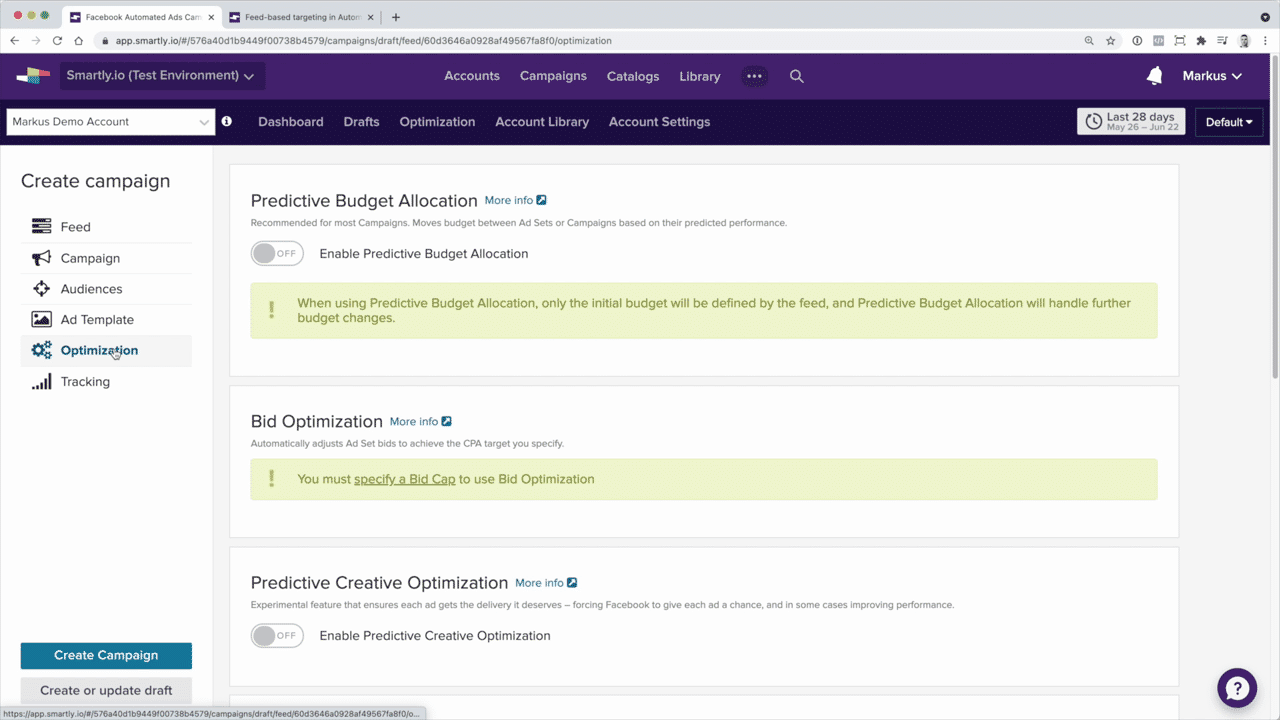 Facebook Automated Ads Cam
Feed-based targeting in Autom
app.smartly.io/#/576a40d1b9449f00738b4579/campaigns/draft/feed/60d3646a0928af49567fa8f0/optimization
Smartly.io (Test Environment)
Accounts
Campaigns
Catalogs
Library
Markus
Markus Demo Account
Dashboard
Drafts
Optimization
Account Library
Account Settings
Last 28 days
May 26 – Jun 22
Default
Create campaign
Feed
Campaign
Audiences
Ad Template
Optimization
Tracking
Create Campaign
Create or update draft
Predictive Budget Allocation More info
Recommended for most Campaigns. Moves budget between Ad Sets or Campaigns based on their predicted performance.
OFF Enable Predictive Budget Allocation
When using Predictive Budget Allocation, only the initial budget will be defined by the feed, and Predictive Budget Allocation will handle further
budget changes.
Bid Optimization More info
Automatically adjusts Ad Set bids to achieve the CPA target you specify.
You must specify a Bid Cap to use Bid Optimization
Predictive Creative Optimization More info
Experimental feature that ensures each ad gets the delivery it deserves – forcing Facebook to give each ad a chance, and in some cases improving performance.
OFF Enable Predictive Creative Optimization
https://app.smartly.io/#/576a40d1b9449f00738b4579/campaigns/draft/feed/60d3646a0928af49567fa8f0/o...